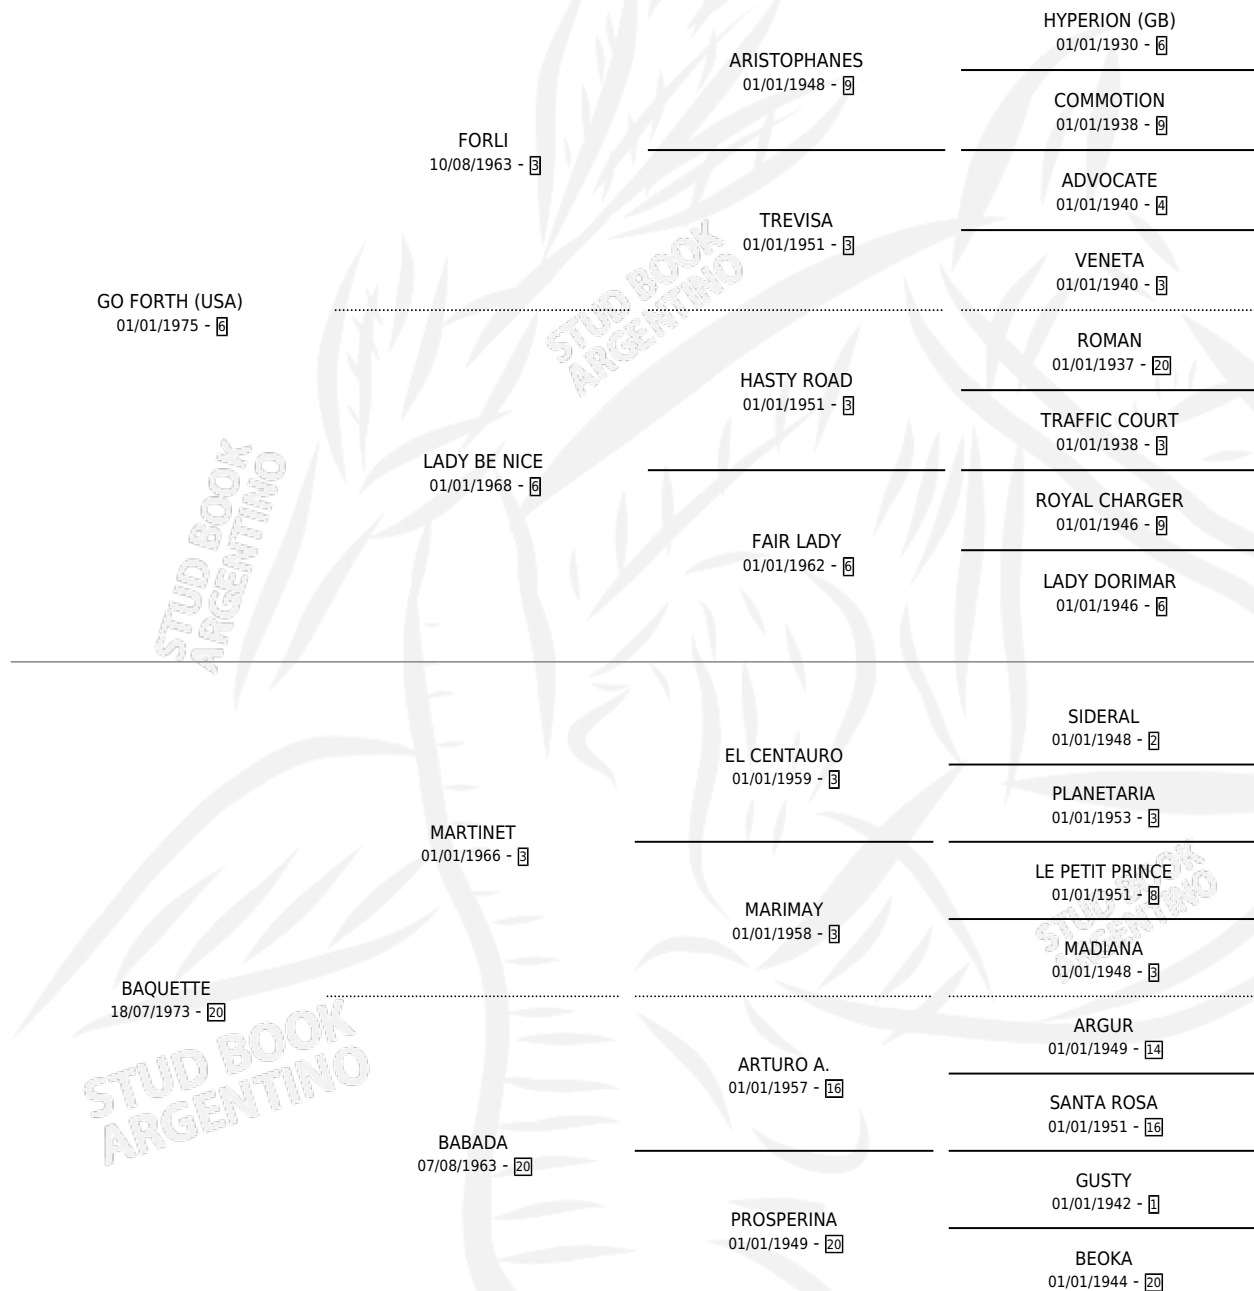 HYPERION (GB)
01/01/1930 - 6
ARISTOPHANES
01/01/1948 - 9
COMMOTION
01/01/1938 - 9
FORLI
10/08/1963 - 3
ADVOCATE
01/01/1940 - 4
TREVISA
01/01/1951 - 3
VENETA
01/01/1940 - 3
GO FORTH (USA)
01/01/1975 - 6
ROMAN
01/01/1937 - 20
HASTY ROAD
01/01/1951 - 3
TRAFFIC COURT
01/01/1938 - 3
LADY BE NICE
01/01/1968 - 6
ROYAL CHARGER
01/01/1946 - 9
FAIR LADY
01/01/1962 - 6
LADY DORIMAR
01/01/1946 - 6
SIDERAL
01/01/1948 - 2
EL CENTAURO
01/01/1959 - 3
PLANETARIA
01/01/1953 - 3
MARTINET
01/01/1966 - 3
LE PETIT PRINCE
01/01/1951 - 8
MARIMAY
01/01/1958 - 3
MADIANA
01/01/1948 - 3
BAQUETTE
18/07/1973 - 20
ARGUR
01/01/1949 - 14
ARTURO A.
01/01/1957 - 16
SANTA ROSA
01/01/1951 - 16
BABADA
07/08/1963 - 20
GUSTY
01/01/1942 - 1
PROSPERINA
01/01/1949 - 20
BEOKA
01/01/1944 - 20
STUD BOOK
ARGENTINO
STUD BOOK
ARGENTINO
STUD BOOK
ARGENTINO
STUD BOOK
ARGENTINO